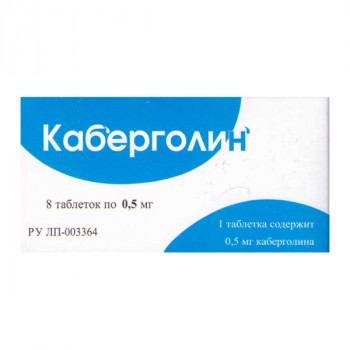 Каберголин
8 таблеток по 0,5 мг
РУ ЛП-003364
1 таблетка содержит
0,5 мг каберголина